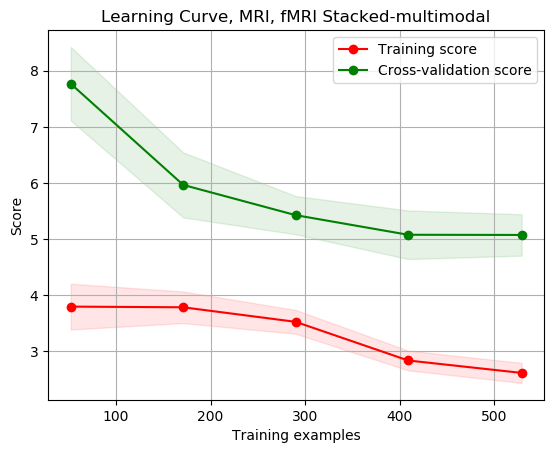 Learning Curve, MRI, fMRI Stacked-multimodal
Training score
Cross-validation score
8
7
6
5
4
3
Score
100
200
300
400
500
Training examples